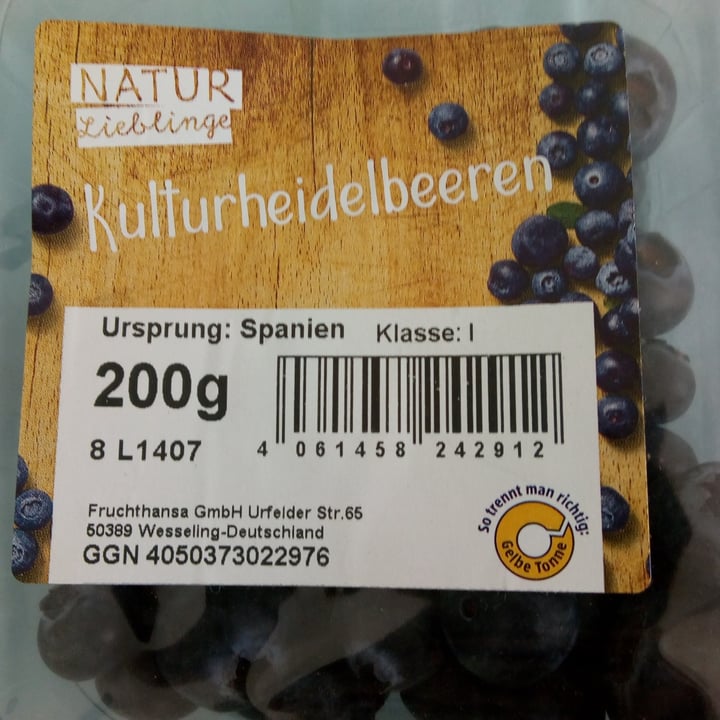 NATUR
Lieblinge
Kulturheidelbeeren
Ursprung: Spanien Klasse: I
200g
8 L1407
4 061458 242912
Fruchthansa GmbH Urfelder Str.65
50389 Wesseling-Deutschland
GGN 4050373022976
So trennt man richtig:
Gelbe Tonne